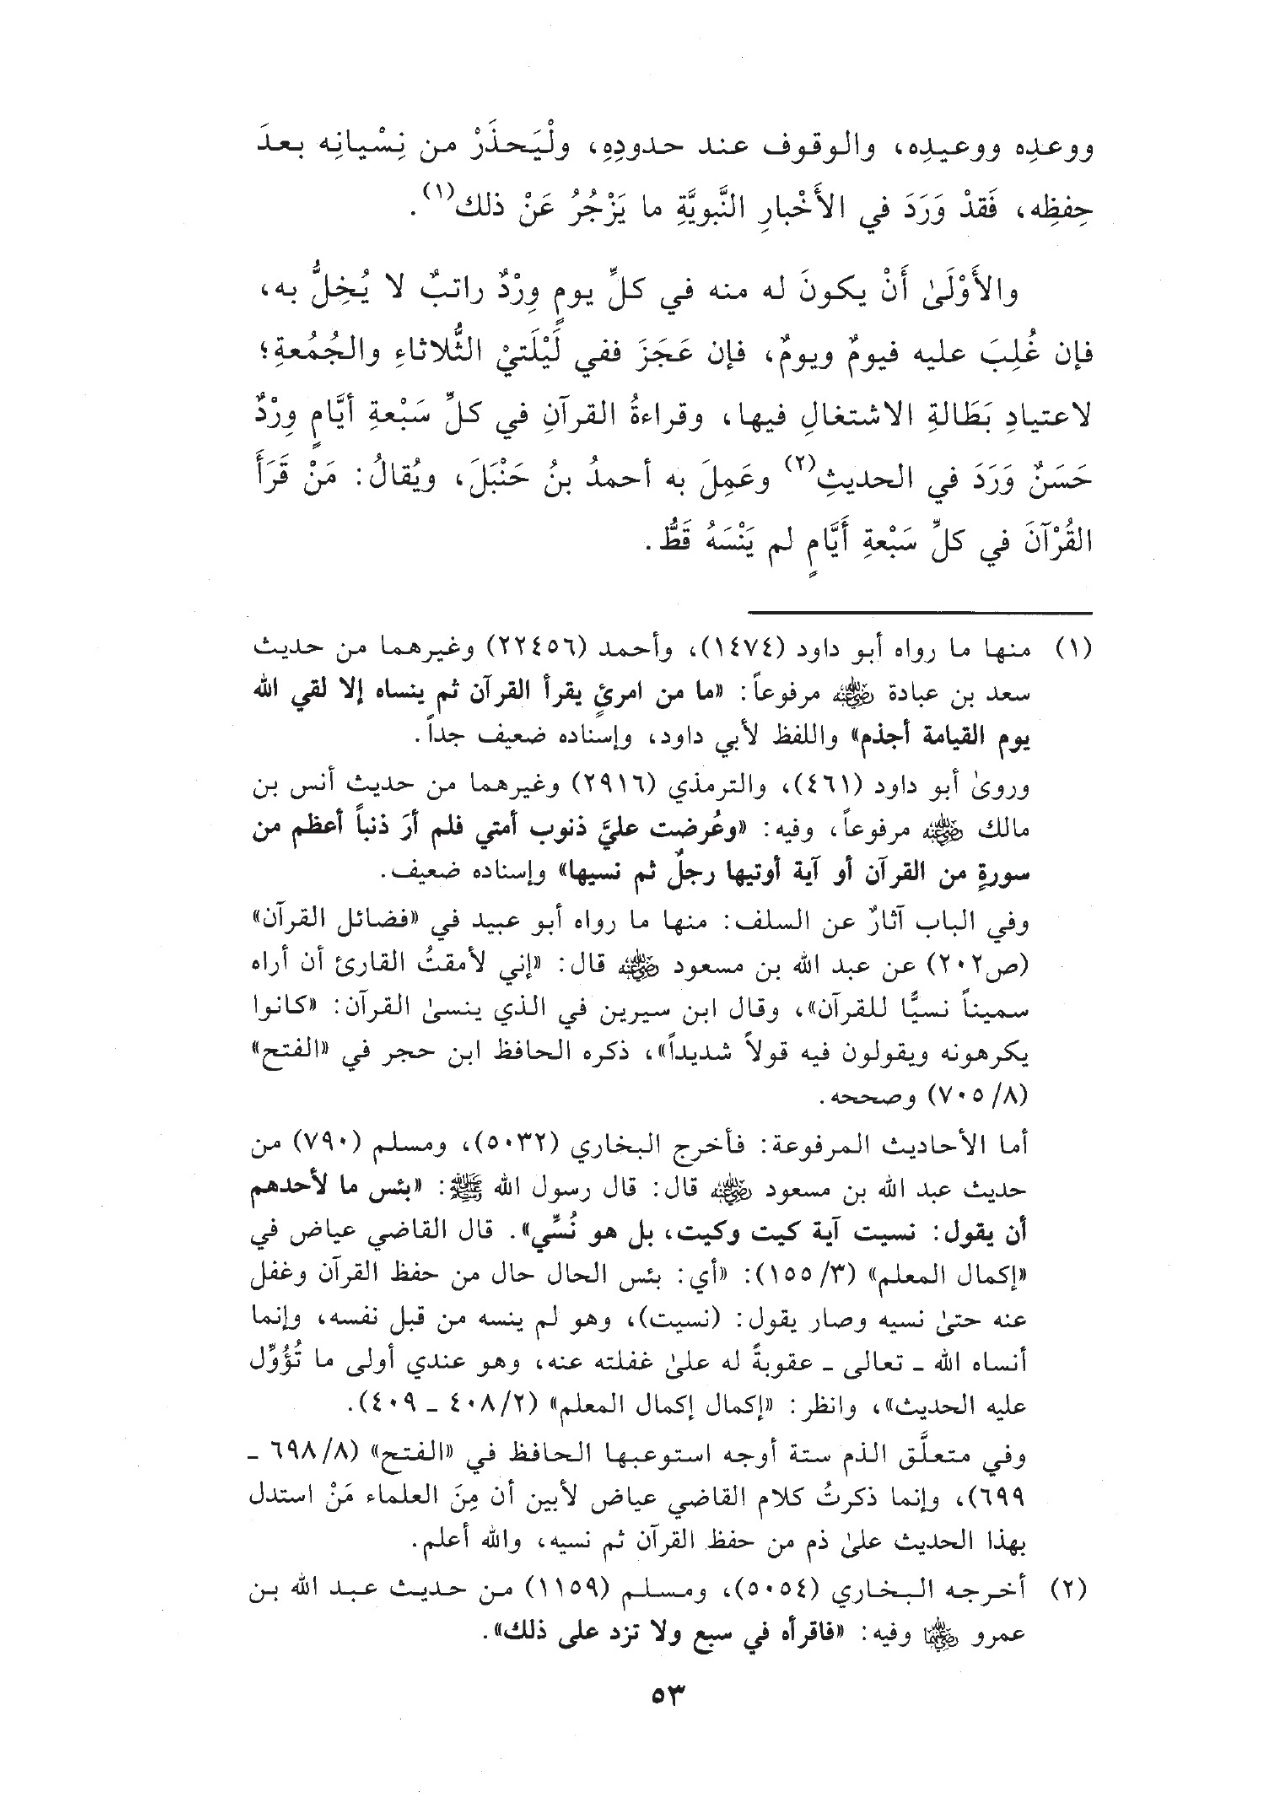 ووعدِه ووعيدِه، والوقوف عند حدودِهِ، ولْيَحذَرْ من نِسْيانِه بعدَ
حِفظِه، فَقدْ وَرَدَ في الأَخْبارِ النَّبويَّةِ ما يَزْجُرُ عَنْ ذلك(١).
والأَوْلَىٰ أَنْ يكونَ له منه في كلِّ يومٍ وِرْدٌ راتبٌ لا يُخِلُّ به،
فإن غُلِبَ عليه فيومٌ ويومٌ، فإن عَجَزَ ففي لَيْلَتيْ الثُّلاثاءِ والجُمُعةِ؛
لاعتيادِ بَطَالةِ الاشتغالِ فيها، وقراءةُ القرآنِ في كلِّ سَبْعةِ أيَّامٍ وِرْدٌ
حَسَنٌ وَرَدَ في الحديثِ(٢) وعَمِلَ به أحمدُ بنُ حَنْبَلَ، ويُقالُ: مَنْ قَرَأَ
القُرْآنَ في كلِّ سَبْعةِ أَيَّامٍ لم يَنْسَهُ قَطُّ.
(١) منها ما رواه أبو داود (١٤٧٤)، وأحمد (٢٢٤٥٦) وغيرهما من حديث
سعد بن عبادة رضي الله عنه مرفوعاً: «ما من امرئٍ يقرأ القرآن ثم ينساه إلا لقي الله
يوم القيامة أجذم» واللفظ لأبي داود، وإسناده ضعيف جداً.
وروىٰ أبو داود (٤٦١)، والترمذي (٢٩١٦) وغيرهما من حديث أنس بن
مالك رضي الله عنه مرفوعاً، وفيه: «وعُرضت عليَّ ذنوب أمتي فلم أرَ ذنباً أعظم من
سورةٍ من القرآن أو آية أوتيها رجلٌ ثم نسيها» وإسناده ضعيف.
وفي الباب آثارٌ عن السلف: منها ما رواه أبو عبيد في «فضائل القرآن»
(ص٢٠٢) عن عبد الله بن مسعود رضي الله عنه قال: «إني لأمقتُ القارئ أن أراه
سميناً نسيًّا للقرآن»، وقال ابن سيرين في الذي ينسىٰ القرآن: «كانوا
يكرهونه ويقولون فيه قولاً شديداً»، ذكره الحافظ ابن حجر في «الفتح»
(٨/ ٧٠٥) وصححه.
أما الأحاديث المرفوعة: فأخرج البخاري (٥٠٣٢)، ومسلم (٧٩٠) من
حديث عبد الله بن مسعود رضي الله عنه قال: قال رسول الله ﷺ: «بئس ما لأحدهم
أن يقول: نسيت آية كيت وكيت، بل هو نُسِّي». قال القاضي عياض في
«إكمال المعلم» (٣/ ١٥٥): «أي: بئس الحال حال من حفظ القرآن وغفل
عنه حتىٰ نسيه وصار يقول: (نسيت)، وهو لم ينسه من قبل نفسه، وإنما
أنساه الله ـ تعالى ـ عقوبةً له علىٰ غفلته عنه، وهو عندي أولى ما تُؤُوِّل
عليه الحديث»، وانظر: «إكمال إكمال المعلم» (٢/ ٤٠٨ ـ ٤٠٩).
وفي متعلَّق الذم ستة أوجه استوعبها الحافظ في «الفتح» (٨/ ٦٩٨ ـ
٦٩٩)، وإنما ذكرتُ كلام القاضي عياض لأبين أن مِنَ العلماء مَنْ استدل
بهذا الحديث علىٰ ذم من حفظ القرآن ثم نسيه، والله أعلم.
(٢) أخرجه البخاري (٥٠٥٤)، ومسلم (١١٥٩) من حديث عبد الله بن
عمرو رضي الله عنهما وفيه: «فاقرأه في سبع ولا تزد على ذلك».
٥٣